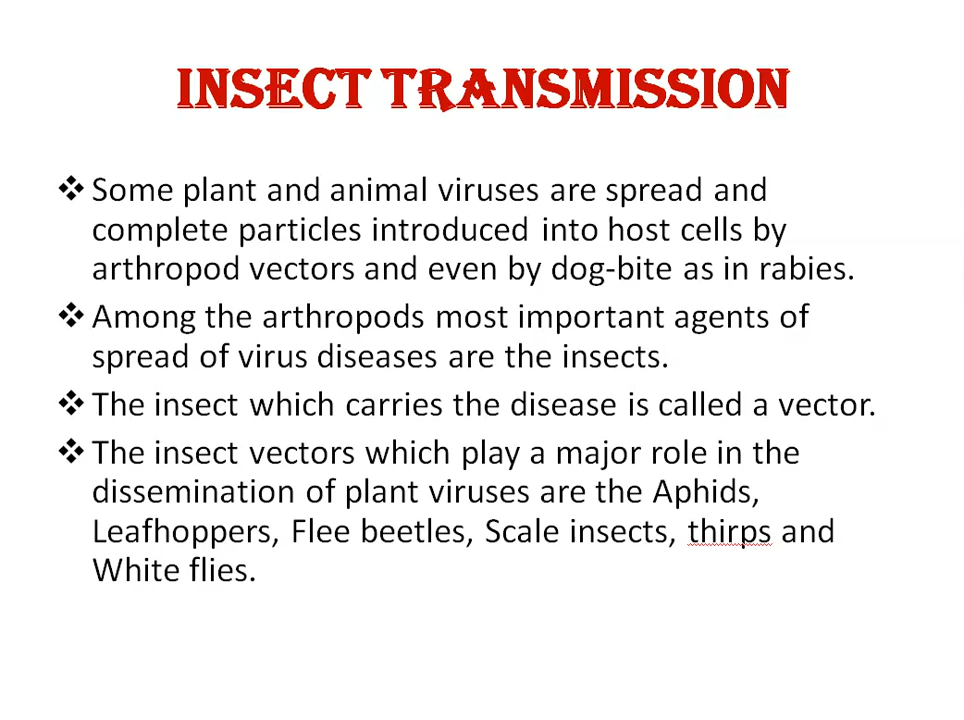 INSECT TRANSMISSION
❖ Some plant and animal viruses are spread and
complete particles introduced into host cells by
arthropod vectors and even by dog-bite as in rabies.
❖ Among the arthropods most important agents of
spread of virus diseases are the insects.
❖ The insect which carries the disease is called a vector.
❖ The insect vectors which play a major role in the
dissemination of plant viruses are the Aphids,
Leafhoppers, Flee beetles, Scale insects, thirps and
White flies.